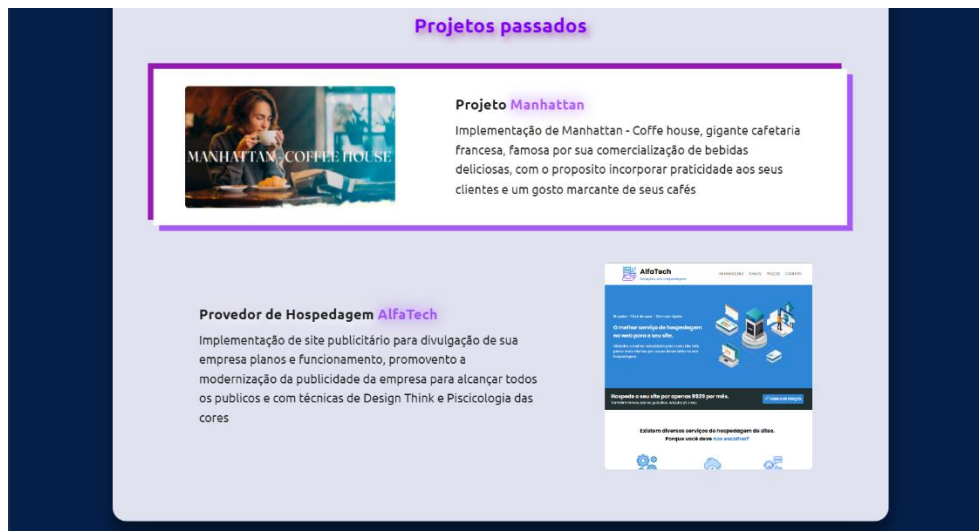 Projetos passados
MANHATTAN - COFFEE HOUSE
Projeto Manhattan
Implementação de Manhattan - Coffe house, gigante cafetaria
francesa, famosa por sua comercialização de bebidas
deliciosas, com o proposito incorporar praticidade aos seus
clientes e um gosto marcante de seus cafés
Provedor de Hospedagem AlfaTech
Implementação de site publicitário para divulgação de sua
empresa planos e funcionamento, promovento a
modernização da publicidade da empresa para alcançar todos
os publicos e com técnicas de Design Think e Piscicologia das
cores
AlfaTech
O melhor serviço de hospedagem
na web para o seu site.
Hospede o seu site por apenas R$29 por mês.
Existem diversos serviços de hospedagem de sites.
Porque você deve nos escolher?